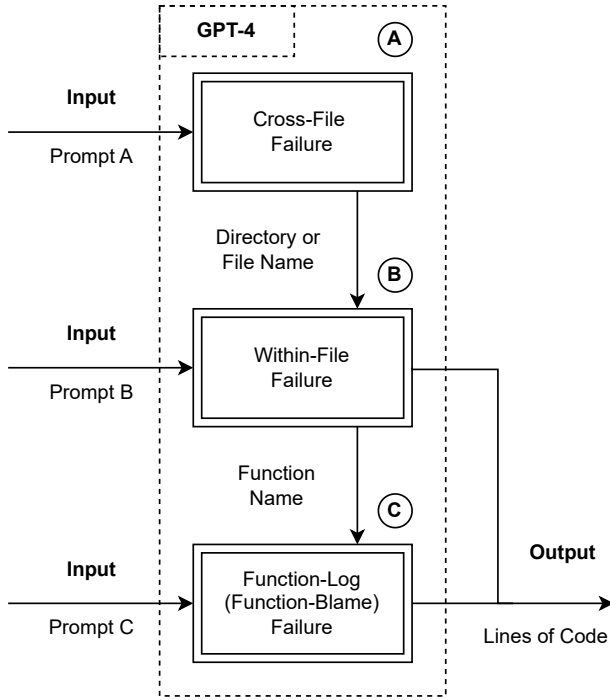 GPT-4
A
Input
Prompt A
Cross-File
Failure
Directory or
File Name
B
Input
Prompt B
Within-File
Failure
Function
Name
C
Input
Prompt C
Function-Log
(Function-Blame)
Failure
Output
Lines of Code